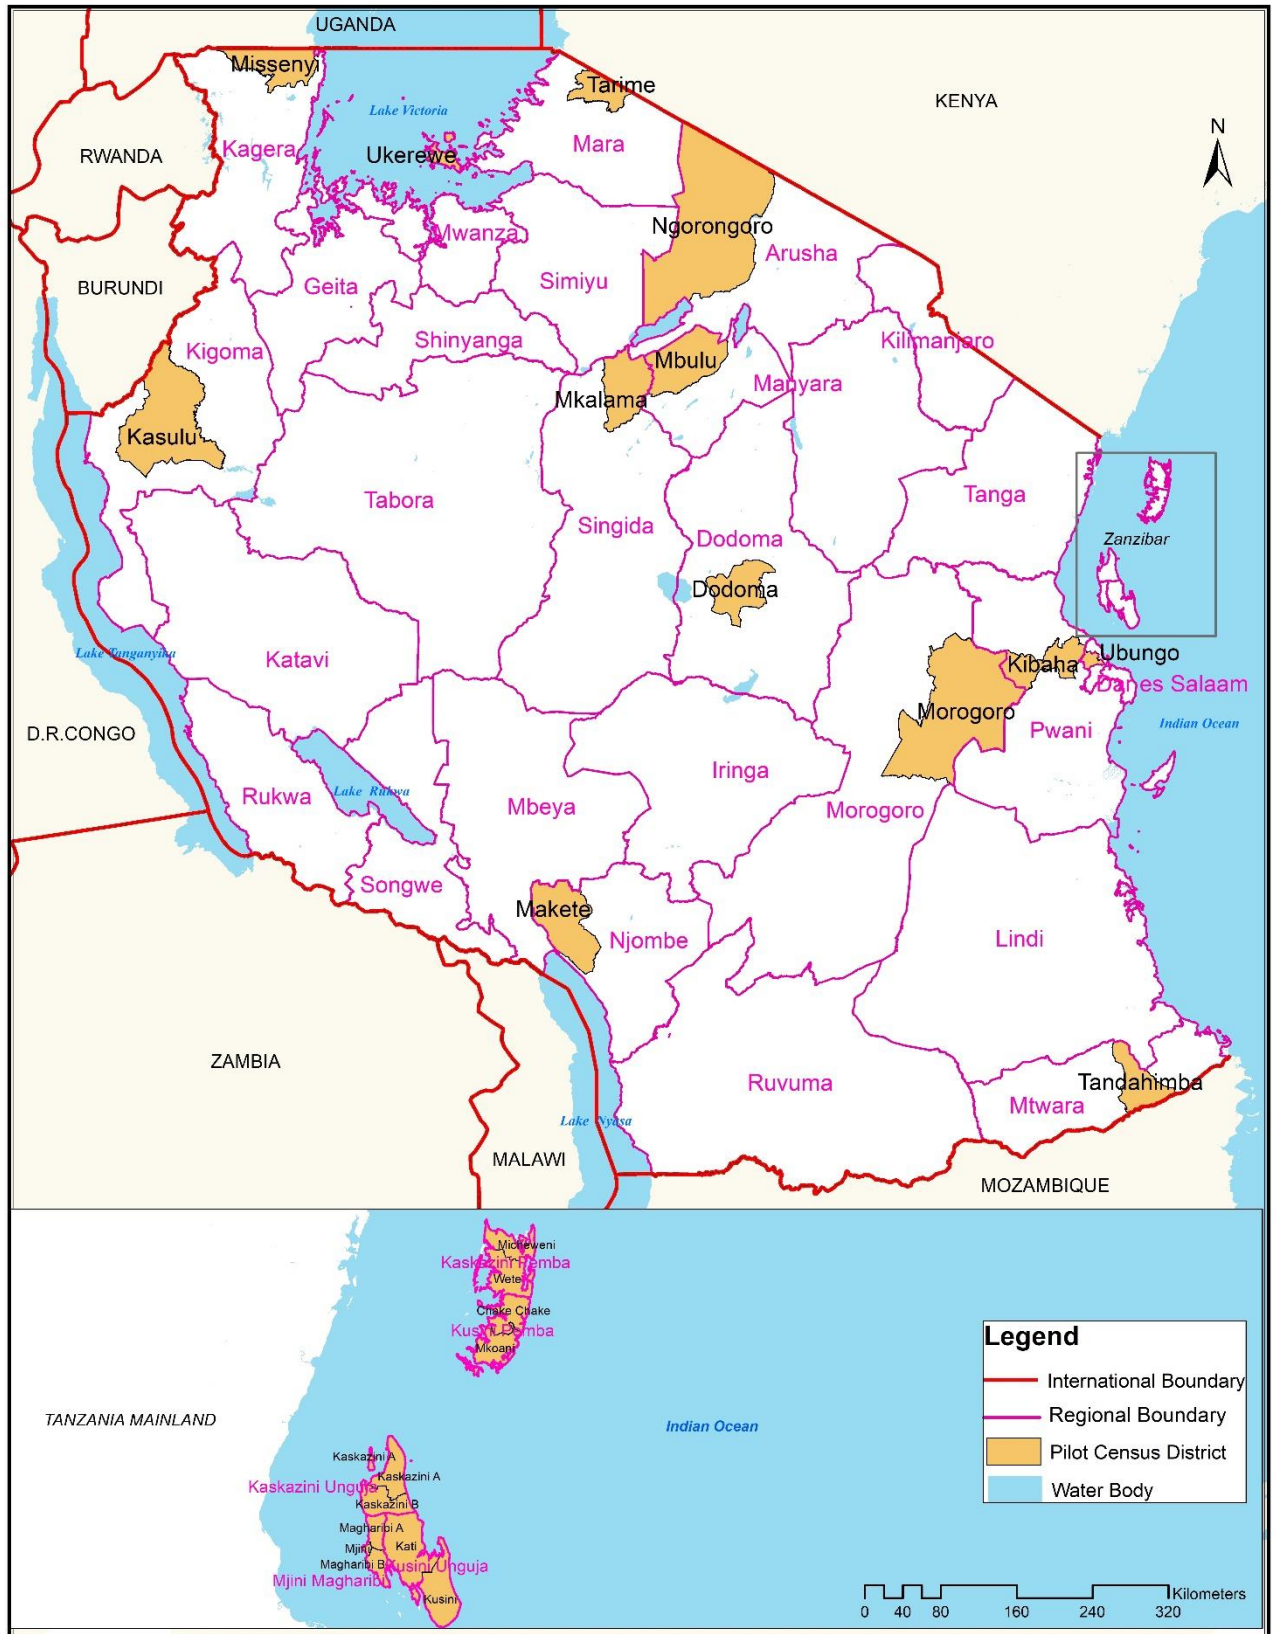 UGANDA
Missenyi
Tarime
KENYA
Lake Victoria
N
RWANDA
Kagera
Ukerewe
Mara
Ngorongoro
Mwanza
Arusha
BURUNDI
Geita
Simiyu
Kigoma
Shinyanga
Kilimanjaro
Mbulu
Manyara
Mkalama
Kasulu
Tabora
Tanga
Singida
Dodoma
Zanzibar
Dodoma
Lake Tanganyika
Katavi
Ubungo
Kibaha
Dar es Salaam
Morogoro
Indian Ocean
D.R.CONGO
Pwani
Iringa
Rukwa
Lake Rukwa
Mbeya
Morogoro
Songwe
Makete
Njombe
Lindi
ZAMBIA
Ruvuma
Tandahimba
Mtwara
Lake Nyasa
MALAWI
MOZAMBIQUE
Micheweni
Kaskazini Pemba
Wete
Chake Chake
Kusini Pemba
Mkoani
Legend
International Boundary
Regional Boundary
Pilot Census District
Water Body
TANZANIA MAINLAND
Indian Ocean
Kaskazini A
Kaskazini A
Kaskazini Unguja
Kaskazini B
Magharibi A
Mjini
Kati
Magharibi B
Kusini Unguja
Mjini Magharibi
Kusini
Kilometers
0 40 80 160 240 320